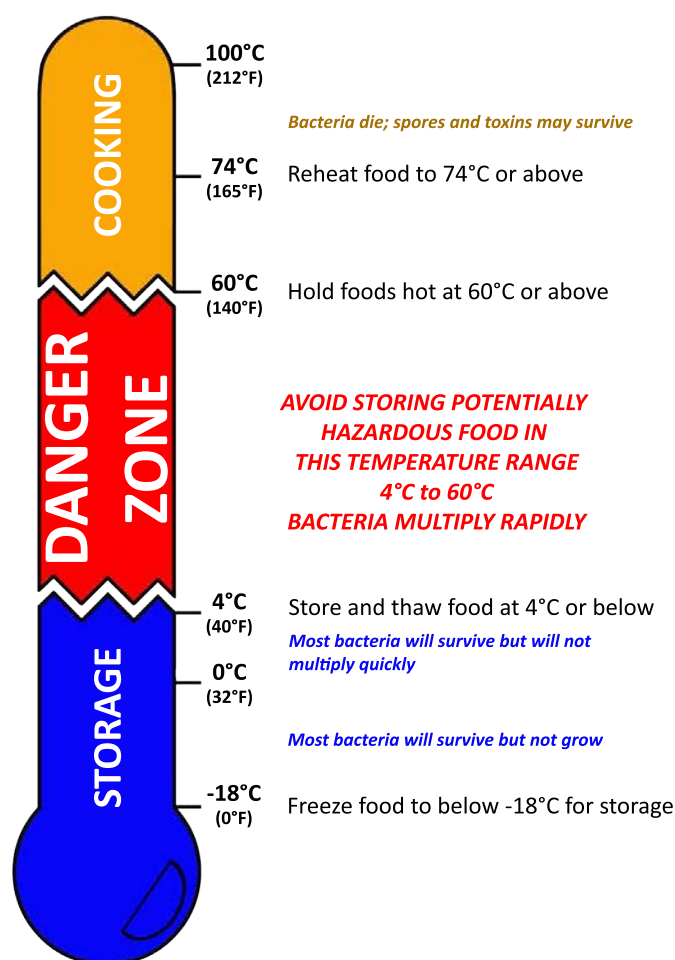 COOKING
100°C
(212°F)
Bacteria die; spores and toxins may survive
74°C
(165°F)
Reheat food to 74°C or above
60°C
(140°F)
Hold foods hot at 60°C or above
DANGER
ZONE
AVOID STORING POTENTIALLY
HAZARDOUS FOOD IN
THIS TEMPERATURE RANGE
4°C to 60°C
BACTERIA MULTIPLY RAPIDLY
STORAGE
4°C
(40°F)
Store and thaw food at 4°C or below
Most bacteria will survive but will not
multiply quickly
0°C
(32°F)
Most bacteria will survive but not grow
-18°C
(0°F)
Freeze food to below -18°C for storage